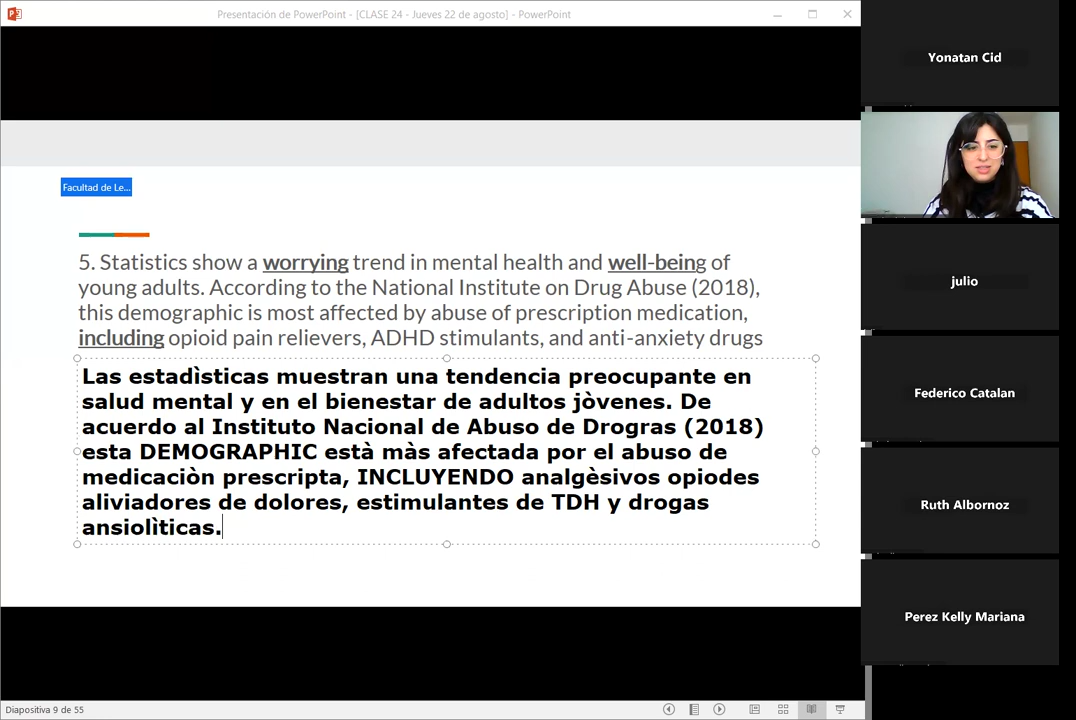 Presentación de PowerPoint - [CLASE 24 - Jueves 22 de agosto] - PowerPoint
Yonatan Cid
Facultad de Le...
5. Statistics show a worrying trend in mental health and well-being of
young adults. According to the National Institute on Drug Abuse (2018),
this demographic is most affected by abuse of prescription medication,
including opioid pain relievers, ADHD stimulants, and anti-anxiety drugs
Las estadìsticas muestran una tendencia preocupante en
salud mental y en el bienestar de adultos jòvenes. De
acuerdo al Instituto Nacional de Abuso de Drogras (2018)
esta DEMOGRAPHIC està màs afectada por el abuso de
medicaciòn prescripta, INCLUYENDO analgèsivos opiodes
aliviadores de dolores, estimulantes de TDH y drogas
ansiolìticas.
julio
Federico Catalan
Ruth Albornoz
Perez Kelly Mariana
Diapositiva 9 de 55